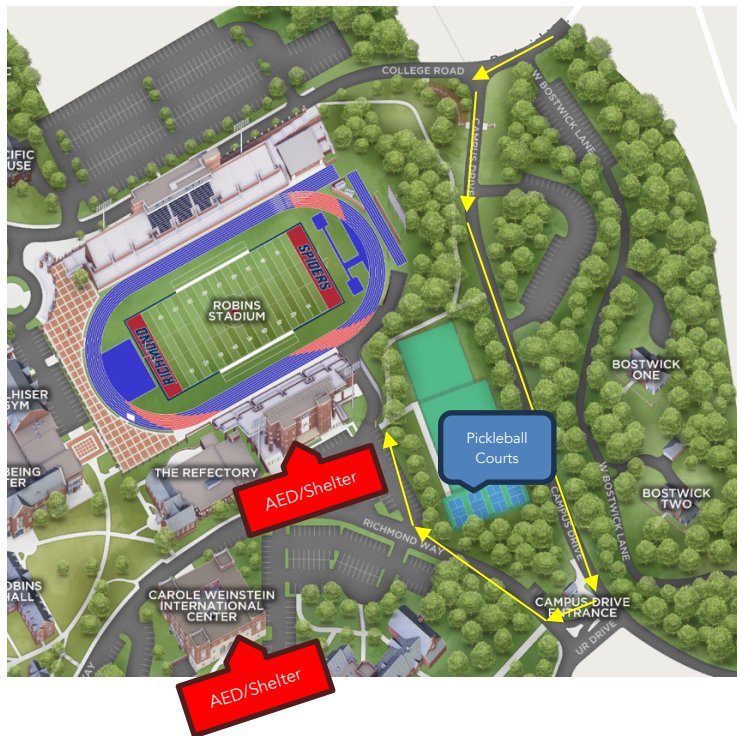 COLLEGE ROAD
W BOSTWICK LANE
CIFIC
USE
CAMPUS DRIVE
SPIDERS
ROBINS
STADIUM
RICHMOND
BOSTWICK
ONE
LHISER
GYM
Pickleball
Courts
BEING
TER
THE REFECTORY
AED/Shelter
W BOSTWICK LANE
BOSTWICK
TWO
CAMPUS DRIVE
RICHMOND WAY
OBINS
HALL
CAROLE WEINSTEIN
INTERNATIONAL
CENTER
CAMPUS DRIVE
ENTRANCE
UR DRIVE
WAY
AED/Shelter